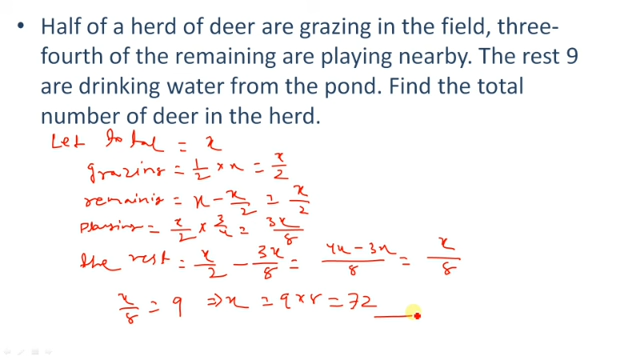 • Half of a herd of deer are grazing in the field, three-
fourth of the remaining are playing nearby. The rest 9
are drinking water from the pond. Find the total
number of deer in the herd.
Let total = x
grazing = 1/2 × x = x/2
remainig = x - x/2 = x/2
playing = x/2 × 3/4 = 3x/8
the rest = x/2 - 3x/8 = (4x - 3x)/8 = x/8
x/8 = 9 ⇒ x = 9 × 8 = 72